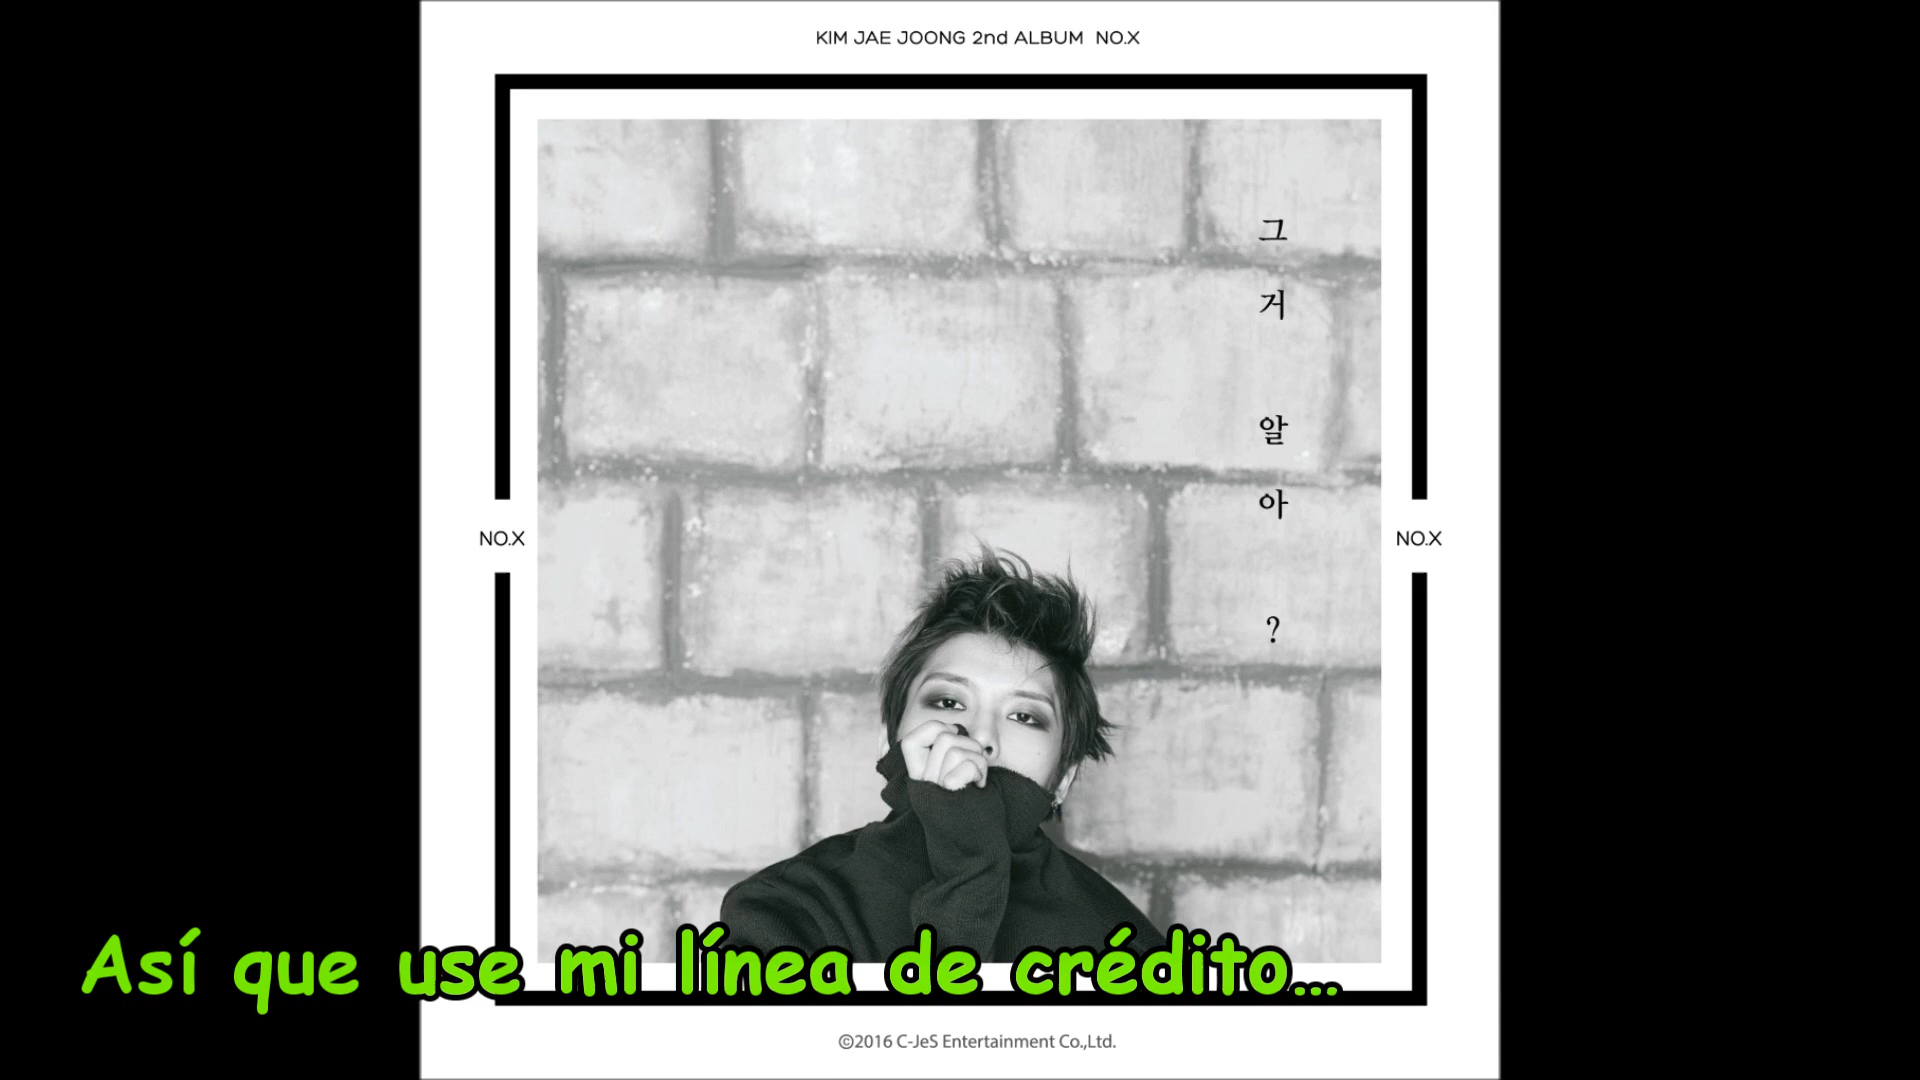 KIM JAE JOONG 2nd ALBUM NO.X
그거 알아?
NO.X
NO.X
Así que use mi línea de crédito...
©2016 C-JeS Entertainment Co.,Ltd.